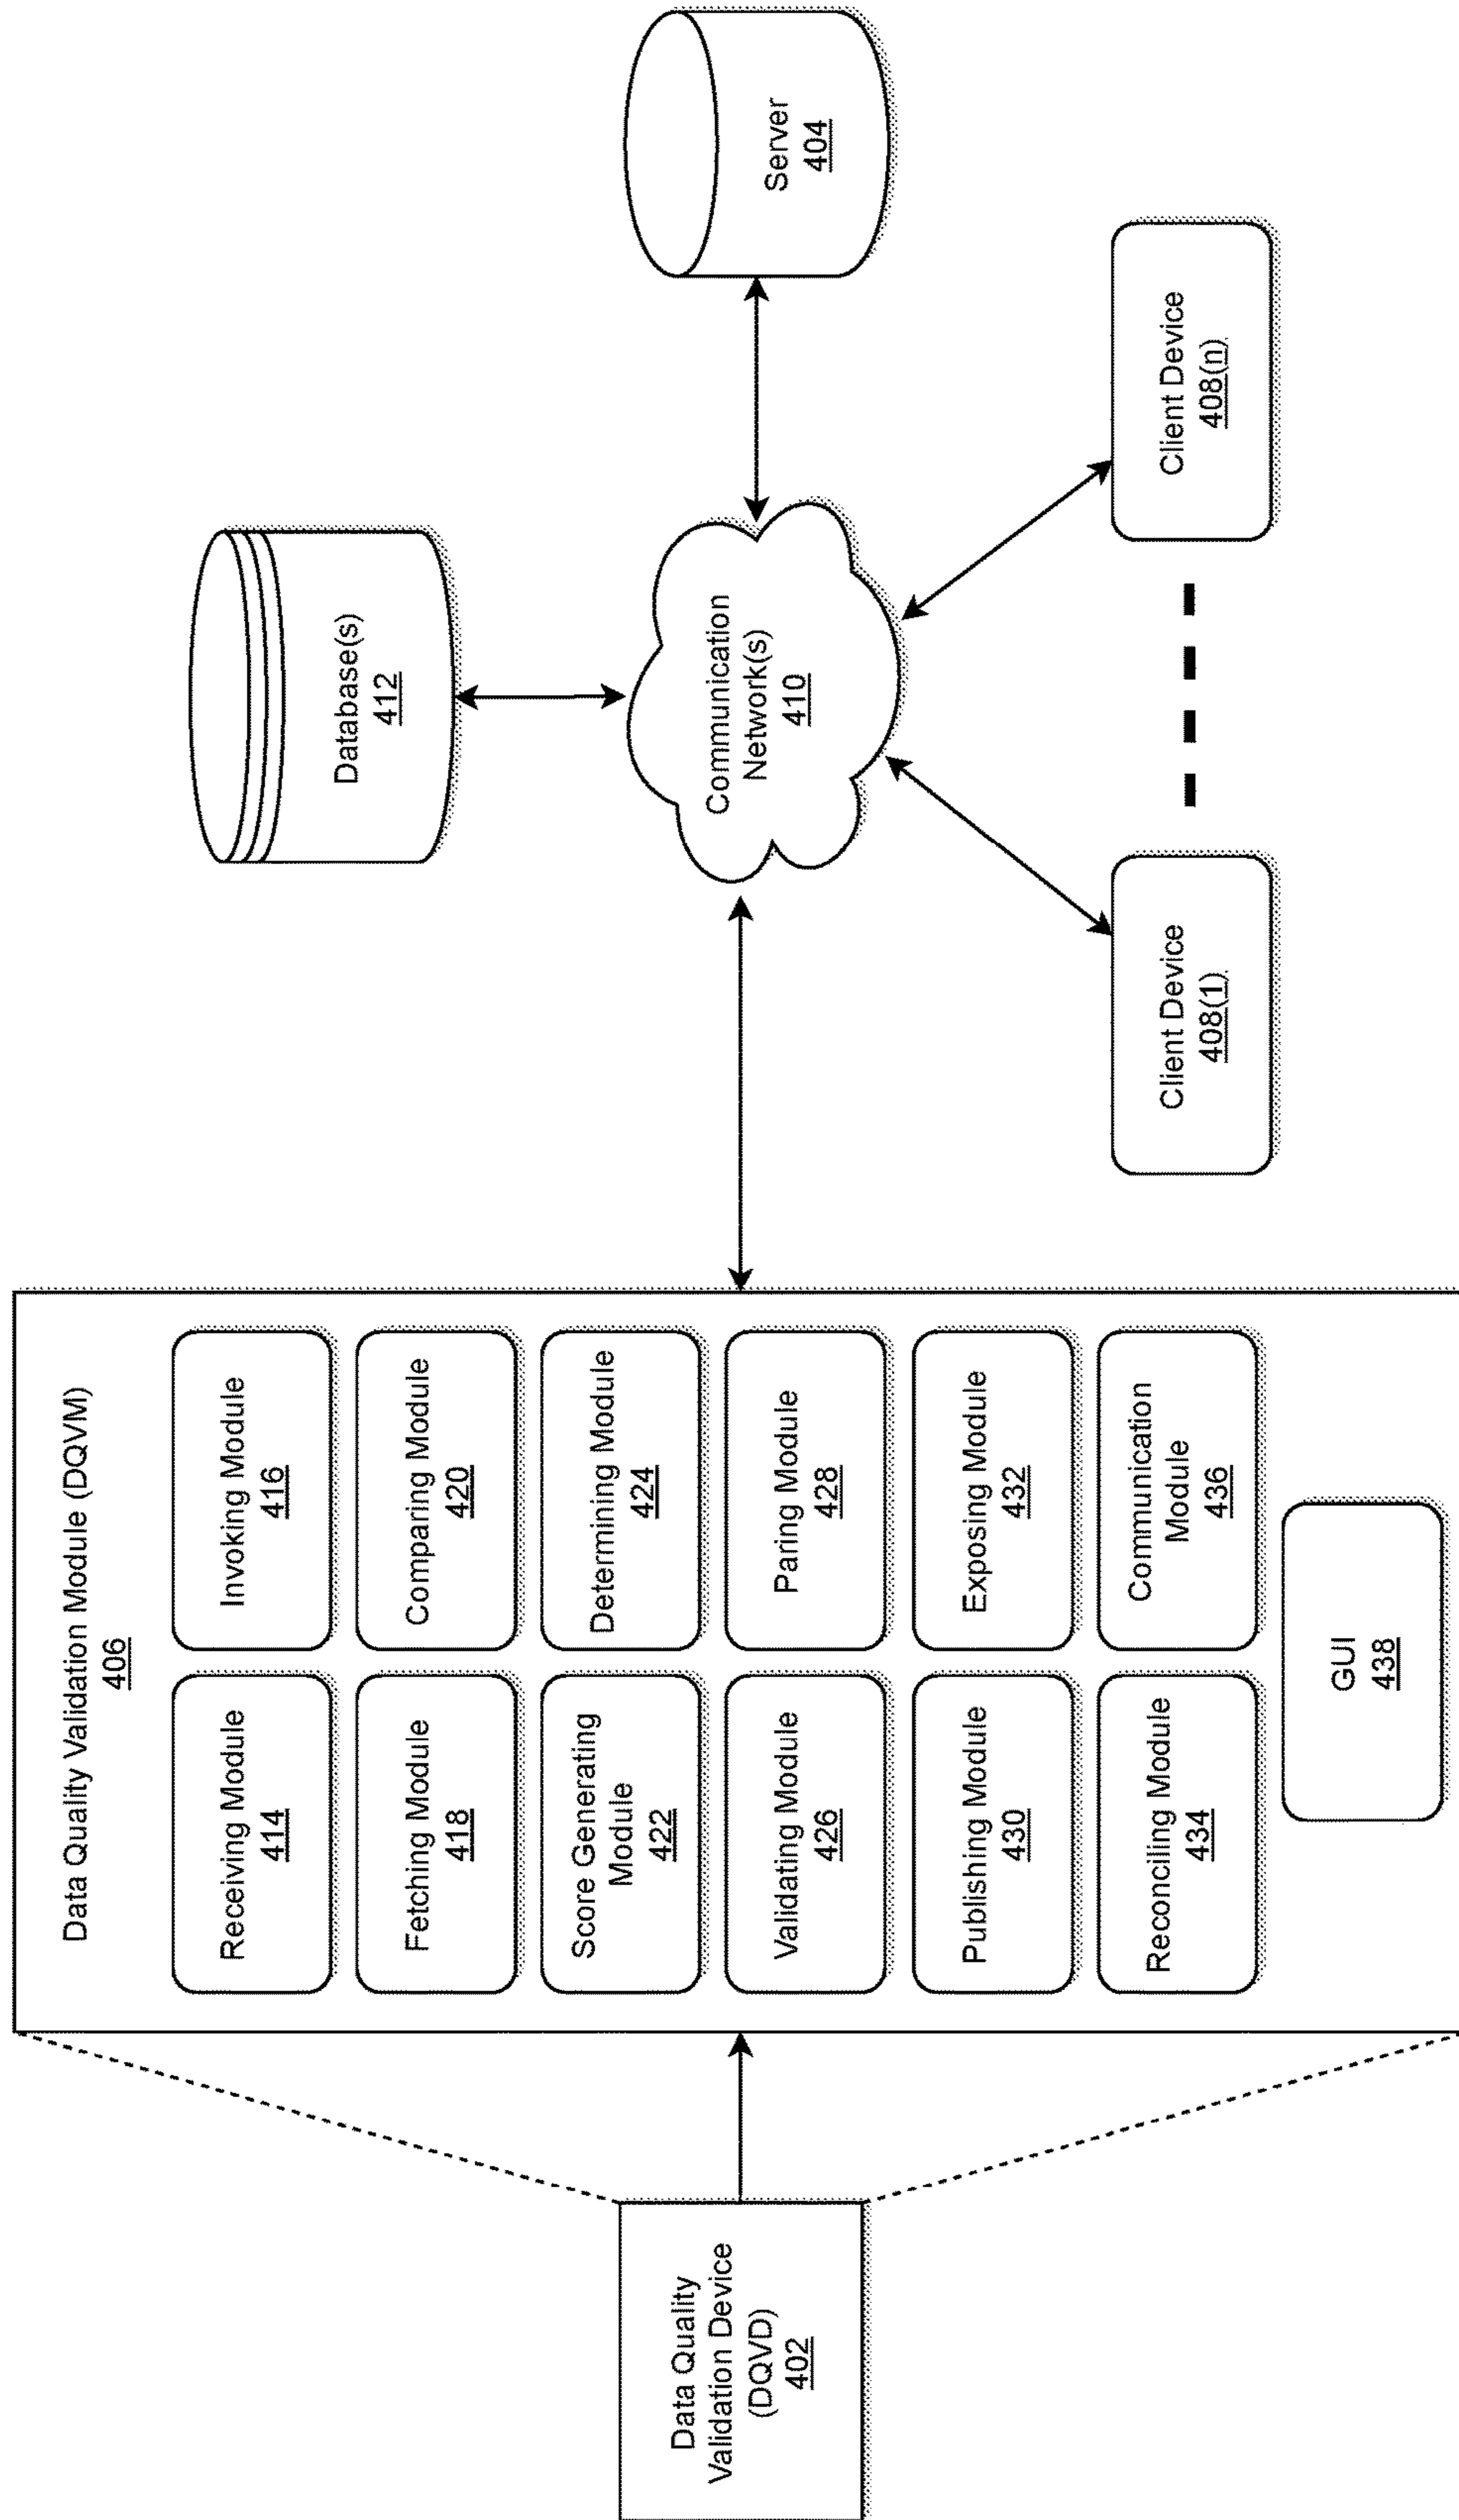 Data Quality
Validation Device
(DQVD)
402
Data Quality Validation Module (DQVM)
406
Receiving Module
414
Invoking Module
416
Fetching Module
418
Comparing Module
420
Score Generating
Module
422
Determining Module
424
Validating Module
426
Paring Module
428
Publishing Module
430
Exposing Module
432
Reconciling Module
434
Communication
Module
436
GUI
438
Database(s)
412
Communication
Network(s)
410
Server
404
Client Device
408(1)
Client Device
408(n)